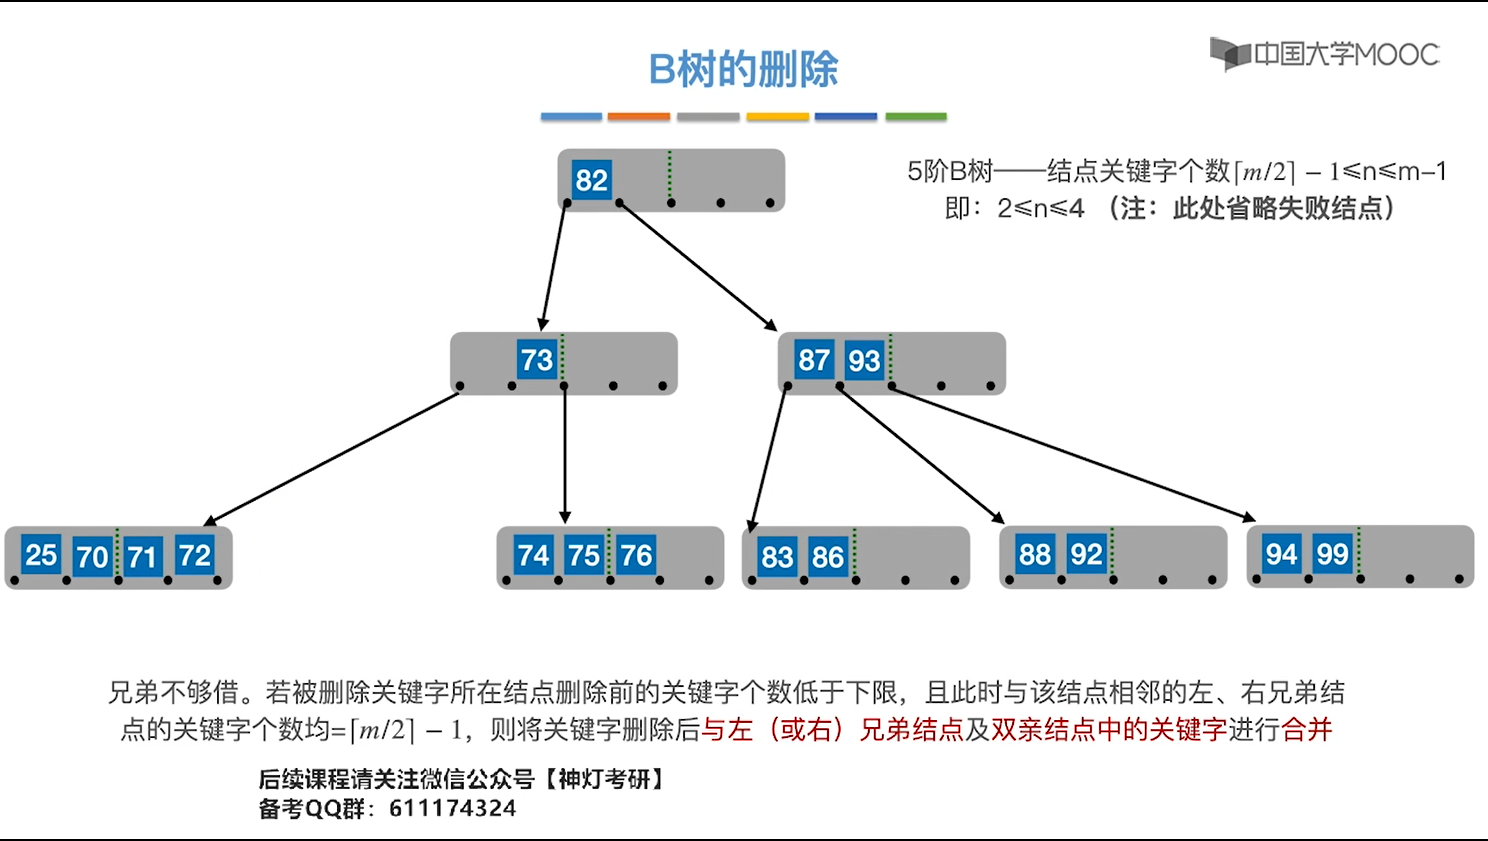 B树的删除
中国大学MOOC
82
5阶B树——结点关键字个数⌈m/2⌉ − 1≤n≤m–1
即：2≤n≤4 （注：此处省略失败结点）
73
87 93
25 70 71 72
74 75 76
83 86
88 92
94 99
兄弟不够借。若被删除关键字所在结点删除前的关键字个数低于下限，且此时与该结点相邻的左、右兄弟结
点的关键字个数均=⌈m/2⌉ − 1，则将关键字删除后与左（或右）兄弟结点及双亲结点中的关键字进行合并
后续课程请关注微信公众号【神灯考研】
备考QQ群：611174324